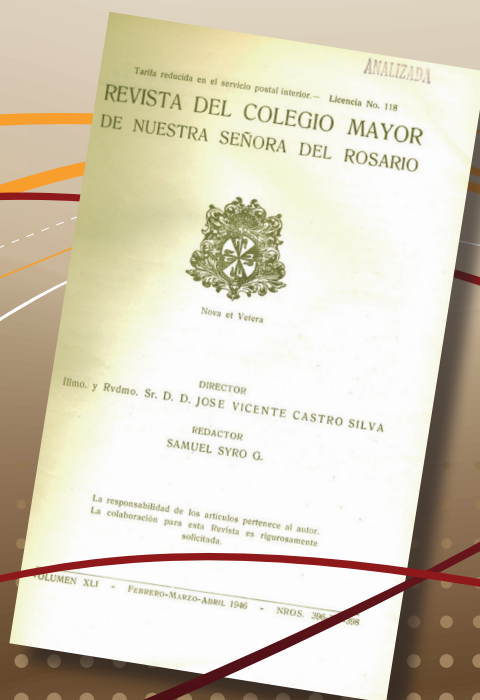 ANALIZADA
Tarifa reducida en el servicio postal interior.— Licencia No. 118
REVISTA DEL COLEGIO MAYOR
DE NUESTRA SEÑORA DEL ROSARIO
Nova et Vetera
DIRECTOR
Illmo. y Rvdmo. Sr. D. D. JOSE VICENTE CASTRO SILVA
REDACTOR
SAMUEL SYRO G.
La responsabilidad de los artículos pertenece al autor.
La colaboración para esta Revista es rigurosamente
solicitada.
VOLUMEN XLI - FEBRERO-MARZO-ABRIL 1946 - NROS.